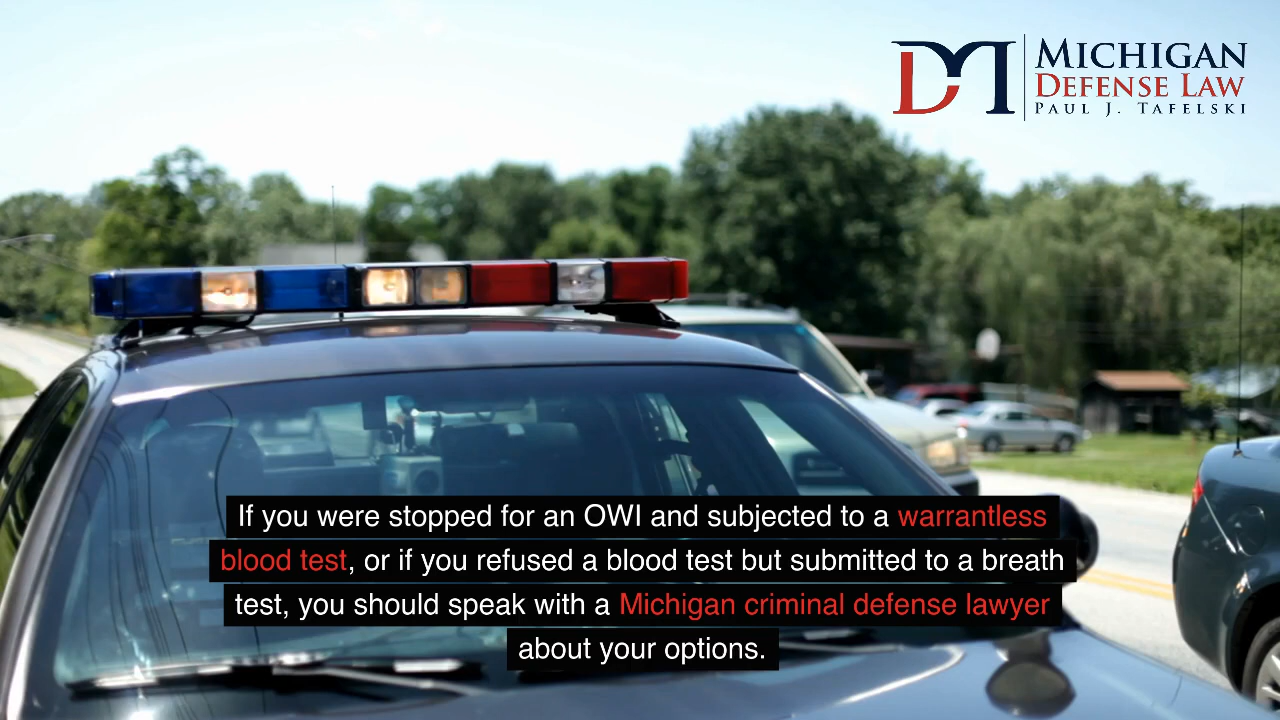 MICHIGAN
DEFENSE LAW
PAUL J. TAFELSKI
If you were stopped for an OWI and subjected to a warrantless
blood test, or if you refused a blood test but submitted to a breath
test, you should speak with a Michigan criminal defense lawyer
about your options.